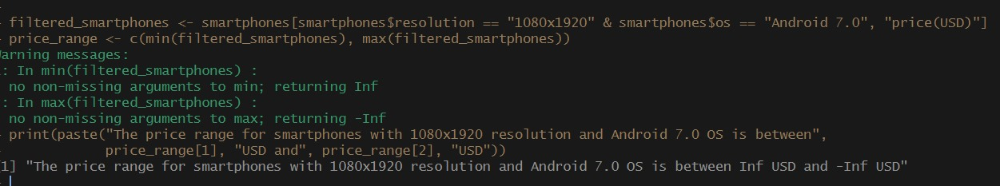 filtered_smartphones <- smartphones[smartphones$resolution == "1080x1920" & smartphones$os == "Android 7.0", "price(USD)"]
price_range <- c(min(filtered_smartphones), max(filtered_smartphones))
arning messages:
: In min(filtered_smartphones) :
no non-missing arguments to min; returning Inf
: In max(filtered_smartphones) :
no non-missing arguments to max; returning -Inf
print(paste("The price range for smartphones with 1080x1920 resolution and Android 7.0 OS is between",
price_range[1], "USD and", price_range[2], "USD"))
1] "The price range for smartphones with 1080x1920 resolution and Android 7.0 OS is between Inf USD and -Inf USD"